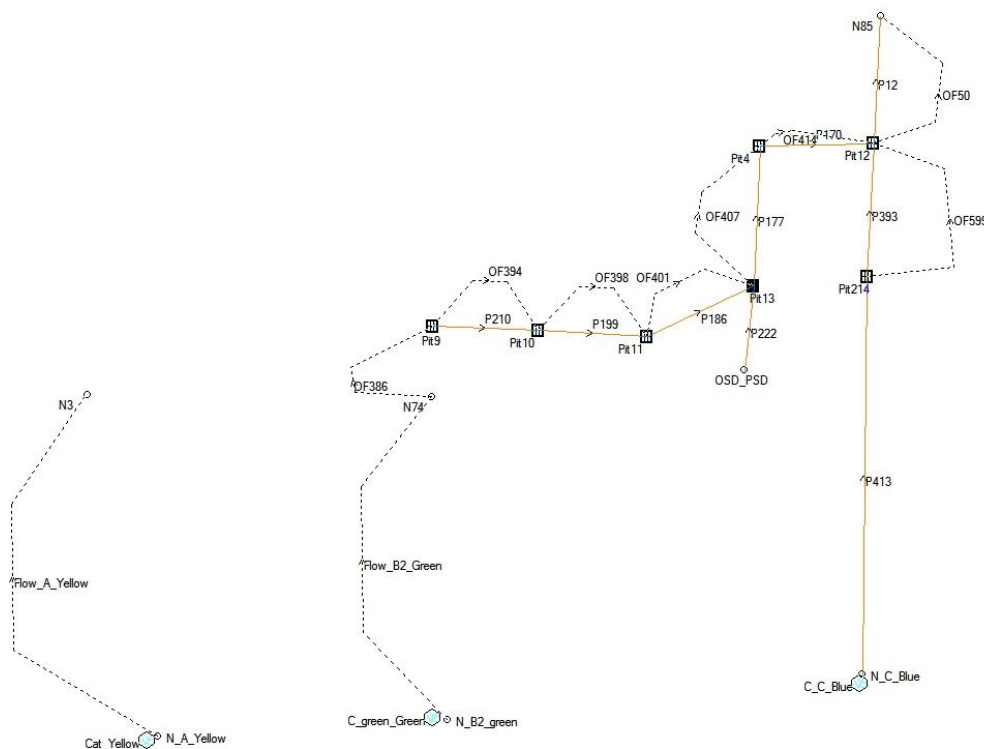 N85
P12
OF50
P170
OF414
Pit4
Pit12
OF407
P177
P393
OF599
OF394
OF398
OF401
Pit214
Pit13
P210
P199
P186
P222
Pit9
Pit10
Pit11
OSD_PSD
OF386
N3
N74
P413
Flow_B2_Green
Flow_A_Yellow
N_C_Blue
C_C_Blue
C_green_Green
N_B2_green
N_A_Yellow
Cat_Yellow